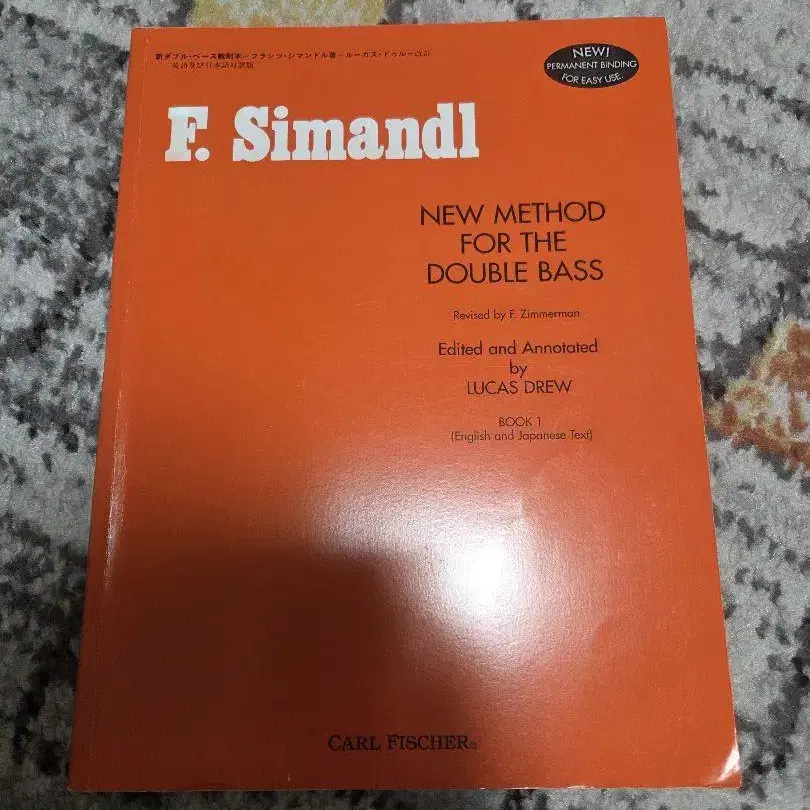 新ダブル・ベース教則本－フランツ・シマンドル著－ルーカス・ドゥルー改訂
英語及び日本語対訳版
NEW!
PERMANENT BINDING
FOR EASY USE.
F. Simandl
NEW METHOD
FOR THE
DOUBLE BASS
Revised by F. Zimmerman
Edited and Annotated
by
LUCAS DREW
BOOK 1
(English and Japanese Text)
CARL FISCHER®